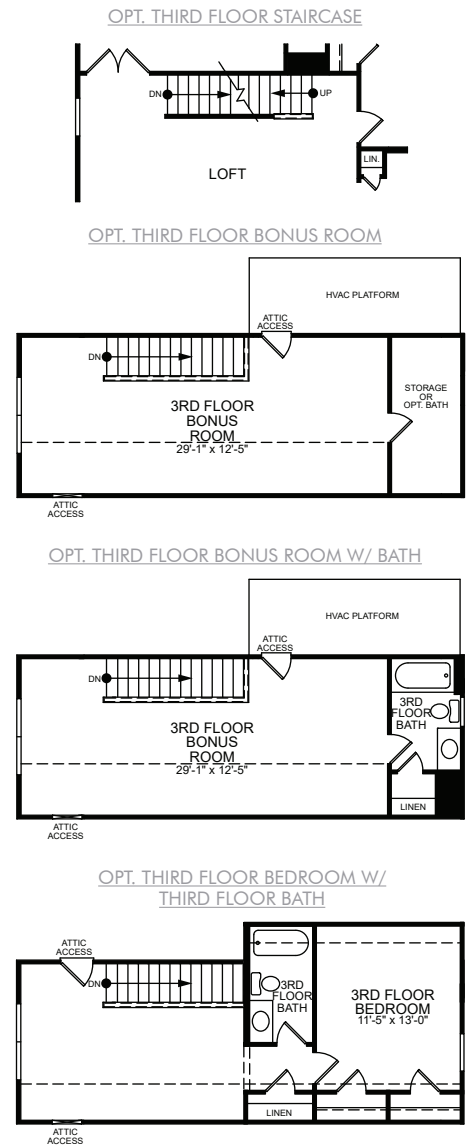 OPT. THIRD FLOOR STAIRCASE
DN
UP
LIN.
LOFT
OPT. THIRD FLOOR BONUS ROOM
HVAC PLATFORM
ATTIC
ACCESS
DN
STORAGE
OR
OPT. BATH
3RD FLOOR
BONUS
ROOM
29'-1" x 12'-5"
ATTIC
ACCESS
OPT. THIRD FLOOR BONUS ROOM W/ BATH
HVAC PLATFORM
ATTIC
ACCESS
DN
3RD
FLOOR
BATH
3RD FLOOR
BONUS
ROOM
29'-1" x 12'-5"
LINEN
ATTIC
ACCESS
OPT. THIRD FLOOR BEDROOM W/
THIRD FLOOR BATH
ATTIC
ACCESS
DN
3RD
FLOOR
BATH
3RD FLOOR
BEDROOM
11'-5" x 13'-0"
LINEN
ATTIC
ACCESS